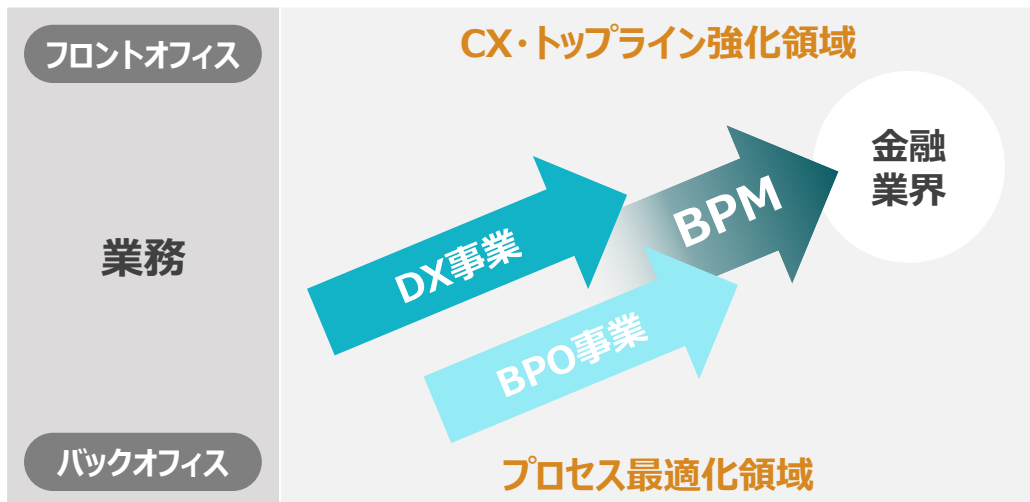 フロントオフィス
業務
バックオフィス
CX・トップライン強化領域
DX事業
BPM
BPO事業
金融
業界
プロセス最適化領域